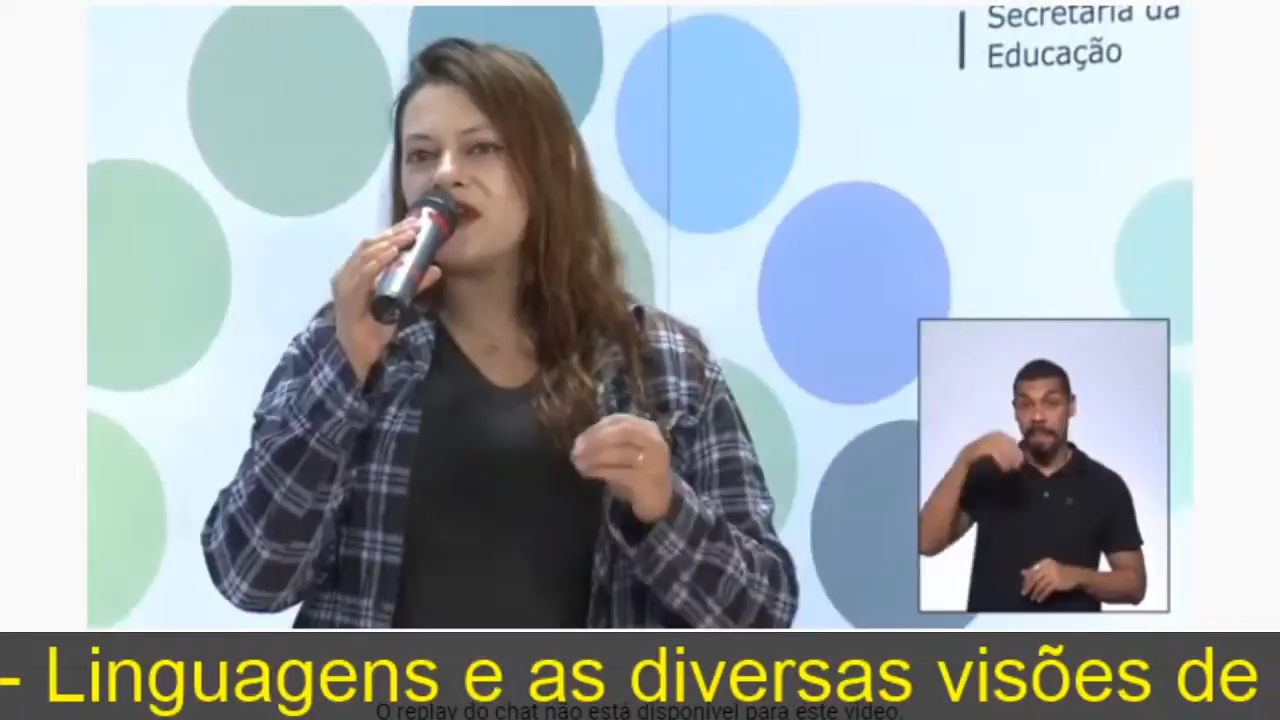 Secretaria da
Educação
- Linguagens e as diversas visões de
O replay do chat não está disponível para este vídeo.